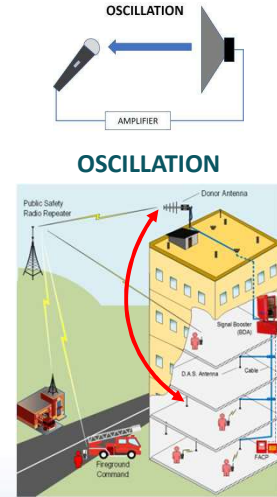 OSCILLATION
AMPLIFIER
OSCILLATION
Donor Antenna
Public Safety
Radio Repeater
Signal Booster
(BDA)
D.A.S. Antenna
Cable
Fireground
Command
FACP